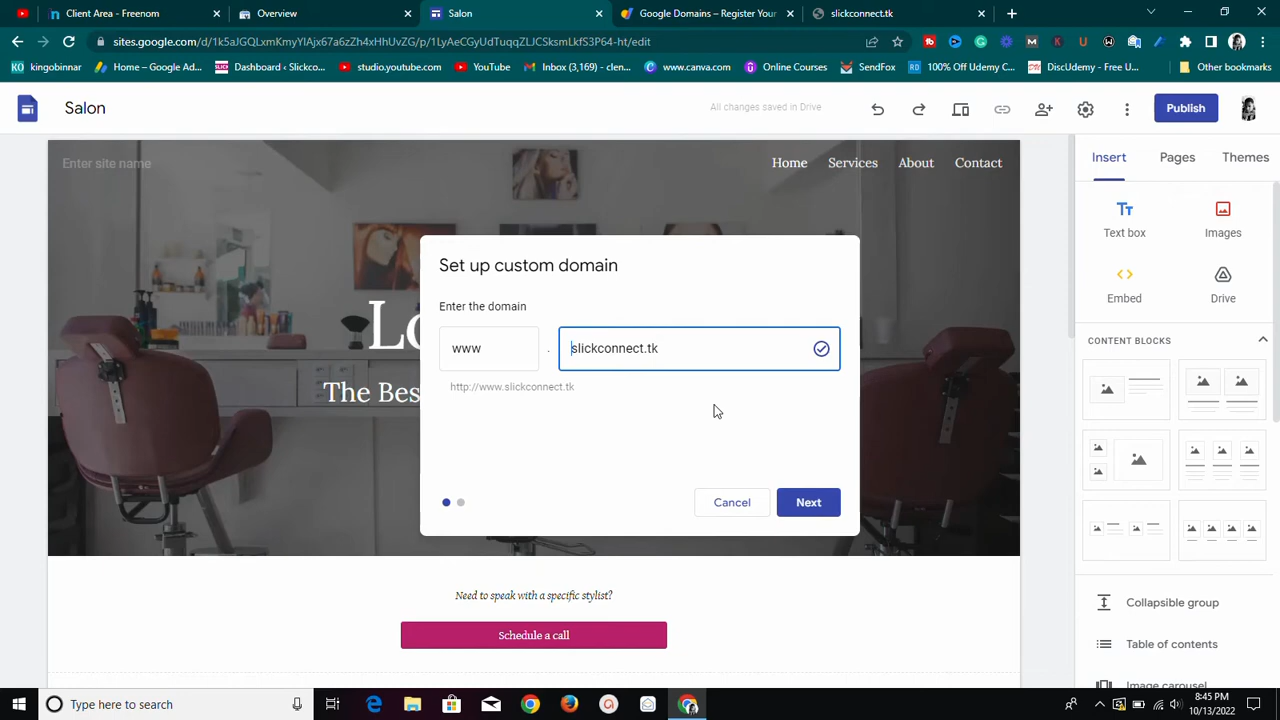 Client Area - Freenom
Overview
Salon
Google Domains - Register Your
slickconnect.tk
sites.google.com/d/1k5aJGQLxmKmyYlAjx67a6zZh4xHhUvZG/p/1LyAeCGyUdTuqqZLJCSksmLkfS3P64-ht/edit
kingobinnar
Home - Google Ad...
Dashboard ‹ Slickco...
studio.youtube.com
YouTube
Inbox (3,169) - clen...
www.canva.com
Online Courses
SendFox
100% Off Udemy C...
DiscUdemy - Free U...
Other bookmarks
Salon
All changes saved in Drive
Publish
Enter site name
Home
Services
About
Contact
Insert
Pages
Themes
Text box
Images
Embed
Drive
Set up custom domain
Enter the domain
www
.
slickconnect.tk
http://www.slickconnect.tk
The Bes
Cancel
Next
CONTENT BLOCKS
Need to speak with a specific stylist?
Schedule a call
Collapsible group
Table of contents
Image carousel
Type here to search
8:45 PM
10/13/2022